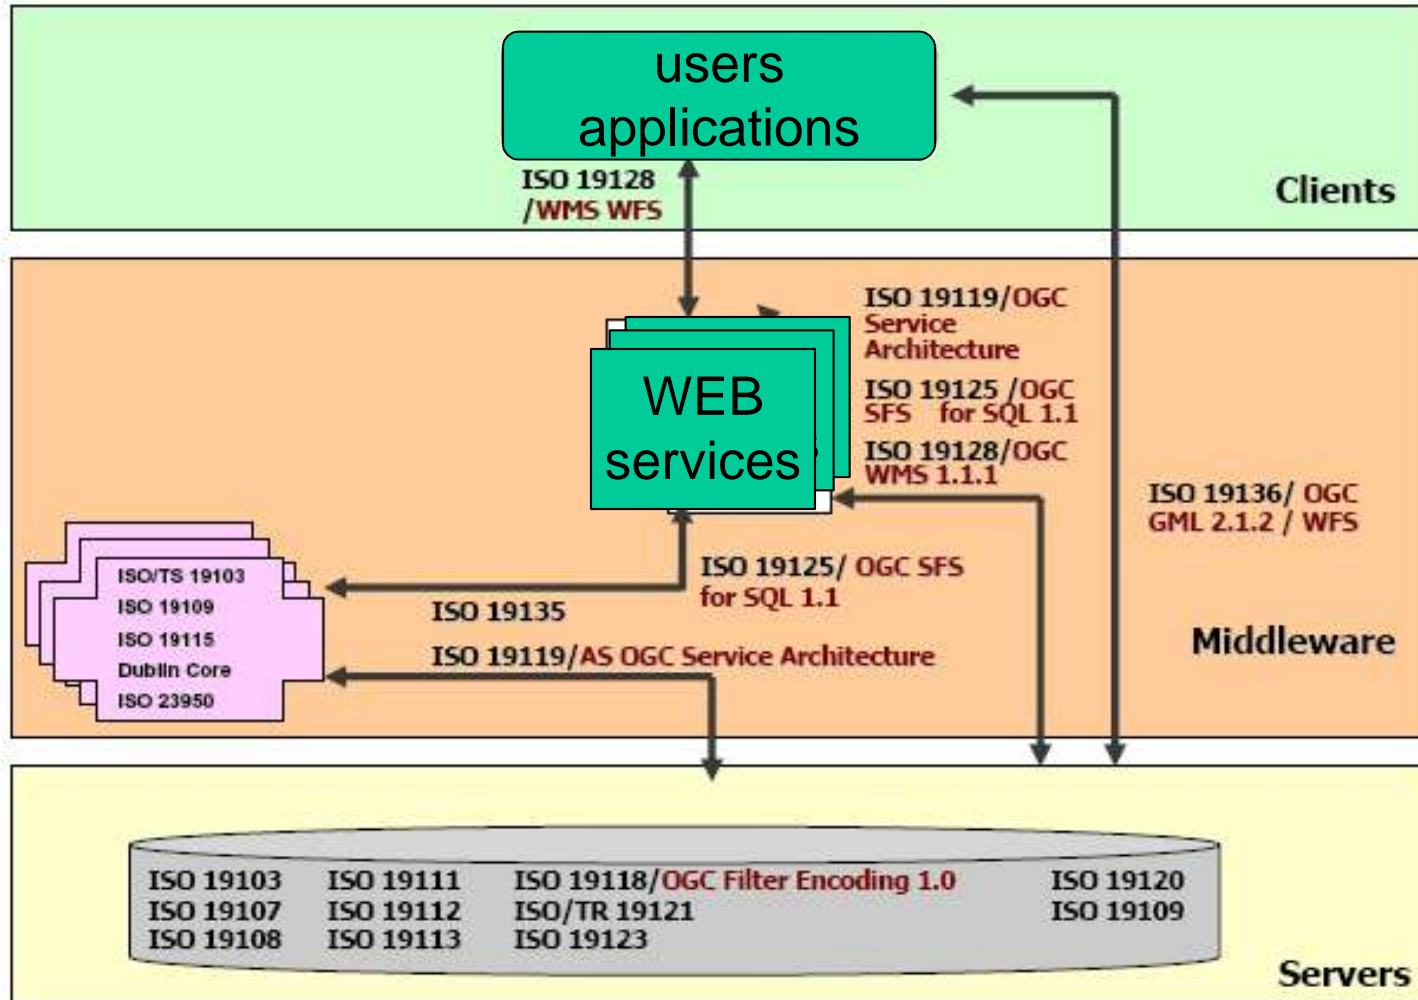 users
applications
ISO 19128
/WMS WFS
Clients
ISO 19119/OGC
Service
Architecture
ISO 19125 /OGC
SFS for SQL 1.1
ISO 19128/OGC
WMS 1.1.1
WEB
services
ISO 19136/ OGC
GML 2.1.2 / WFS
ISO 19125/ OGC SFS
for SQL 1.1
ISO 19135
ISO 19119/AS OGC Service Architecture
Middleware
ISO/TS 19103
ISO 19109
ISO 19115
Dublin Core
ISO 23950
ISO 19103 ISO 19111 ISO 19118/OGC Filter Encoding 1.0 ISO 19120
ISO 19107 ISO 19112 ISO/TR 19121 ISO 19109
ISO 19108 ISO 19113 ISO 19123
Servers